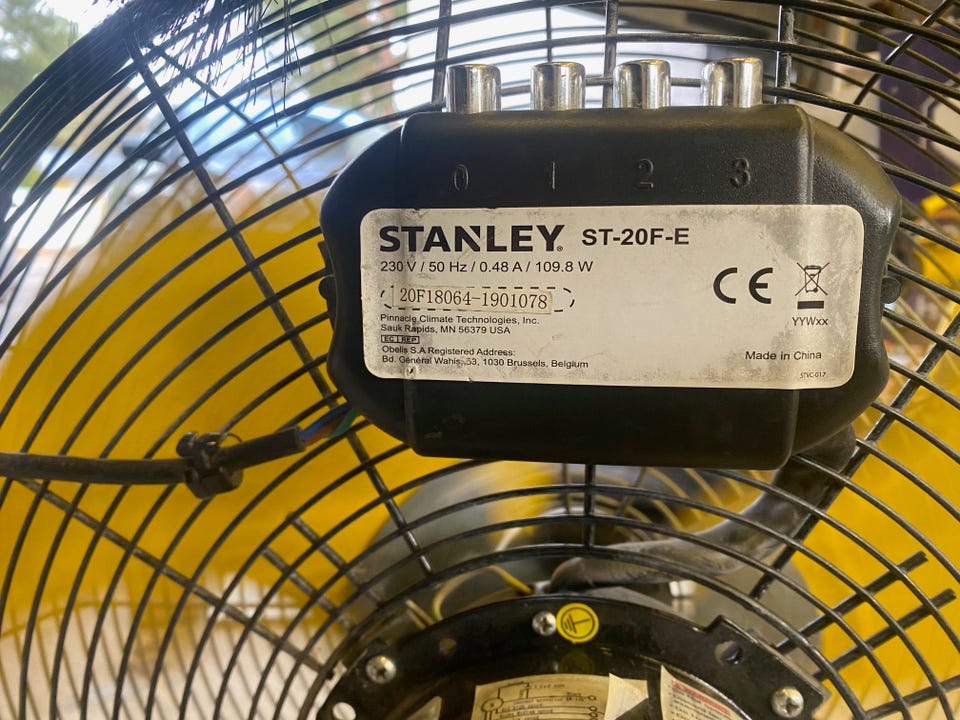 0 1 2 3
STANLEY® ST-20F-E
230 V / 50 Hz / 0.48 A / 109.8 W
20F18064-1901078
Pinnacle Climate Technologies, Inc.
Sauk Rapids, MN 56379 USA
EC REP
Obelis S.A Registered Address:
Bd. Général Wahis, 53, 1030 Brussels, Belgium
CE
YYWxx
Made in China
STVC-017